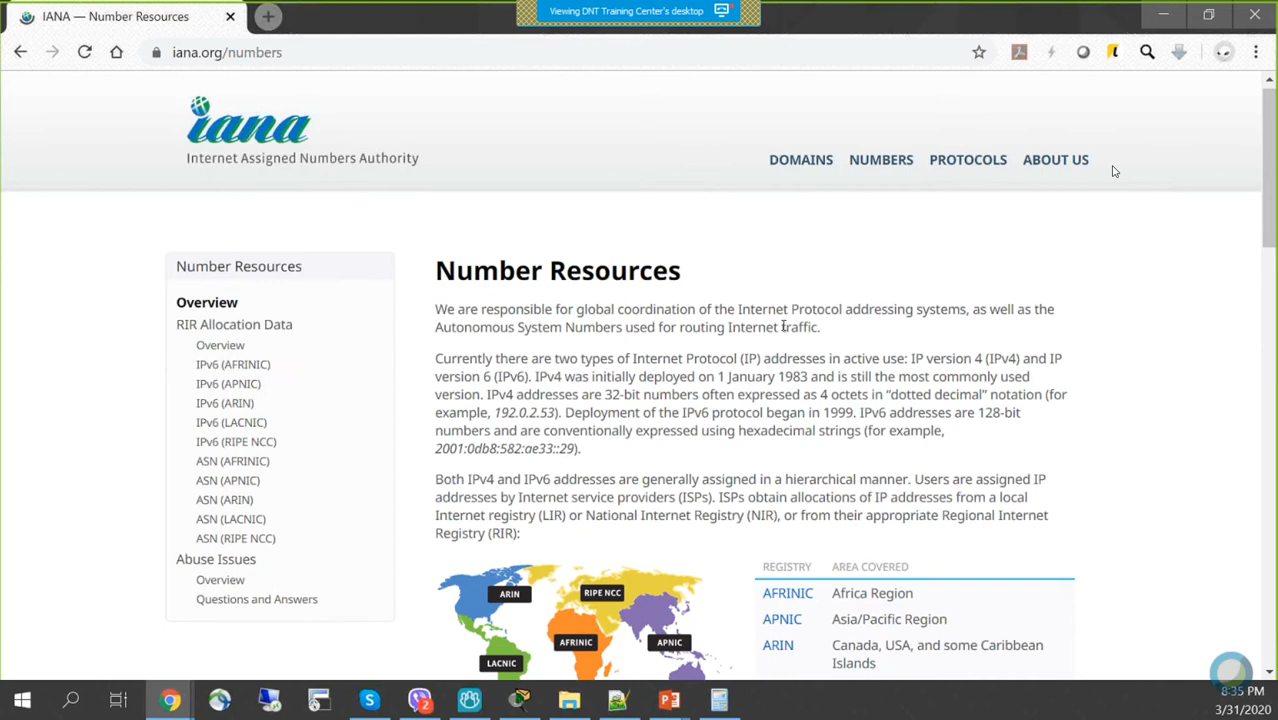 IANA — Number Resources
Viewing DNT Training Center's desktop
iana.org/numbers
iana
Internet Assigned Numbers Authority
DOMAINS NUMBERS PROTOCOLS ABOUT US
Number Resources
Overview
RIR Allocation Data
Overview
IPv6 (AFRINIC)
IPv6 (APNIC)
IPv6 (ARIN)
IPv6 (LACNIC)
IPv6 (RIPE NCC)
ASN (AFRINIC)
ASN (APNIC)
ASN (ARIN)
ASN (LACNIC)
ASN (RIPE NCC)
Abuse Issues
Overview
Questions and Answers
Number Resources
We are responsible for global coordination of the Internet Protocol addressing systems, as well as the
Autonomous System Numbers used for routing Internet traffic.
Currently there are two types of Internet Protocol (IP) addresses in active use: IP version 4 (IPv4) and IP
version 6 (IPv6). IPv4 was initially deployed on 1 January 1983 and is still the most commonly used
version. IPv4 addresses are 32-bit numbers often expressed as 4 octets in “dotted decimal” notation (for
example, 192.0.2.53). Deployment of the IPv6 protocol began in 1999. IPv6 addresses are 128-bit
numbers and are conventionally expressed using hexadecimal strings (for example,
2001:0db8:582:ae33::29).
Both IPv4 and IPv6 addresses are generally assigned in a hierarchical manner. Users are assigned IP
addresses by Internet service providers (ISPs). ISPs obtain allocations of IP addresses from a local
Internet registry (LIR) or National Internet Registry (NIR), or from their appropriate Regional Internet
Registry (RIR):
ARIN
RIPE NCC
AFRINIC
APNIC
LACNIC
REGISTRY AREA COVERED
AFRINIC Africa Region
APNIC Asia/Pacific Region
ARIN Canada, USA, and some Caribbean
Islands
2
8:35 PM
3/31/2020